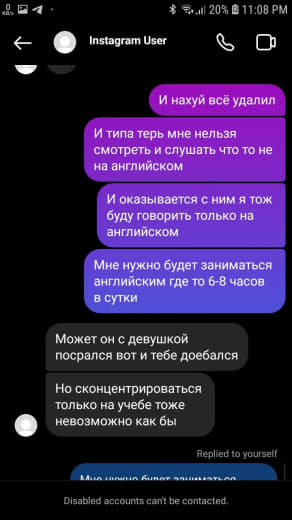 0
KB/s
20%
11:08 PM
Instagram User
И нахуй всё удалил
И типа терь мне нельзя
смотреть и слушать что то не
на английском
И оказывается с ним я тож
буду говорить только на
английском
Мне нужно будет заниматься
английским где то 6-8 часов
в сутки
Может он с девушкой
посрался вот и тебе доебался
Но сконцентрироваться
только на учебе тоже
невозможно как бы
Replied to yourself
Мне нужно будет заниматься
Disabled accounts can't be contacted.